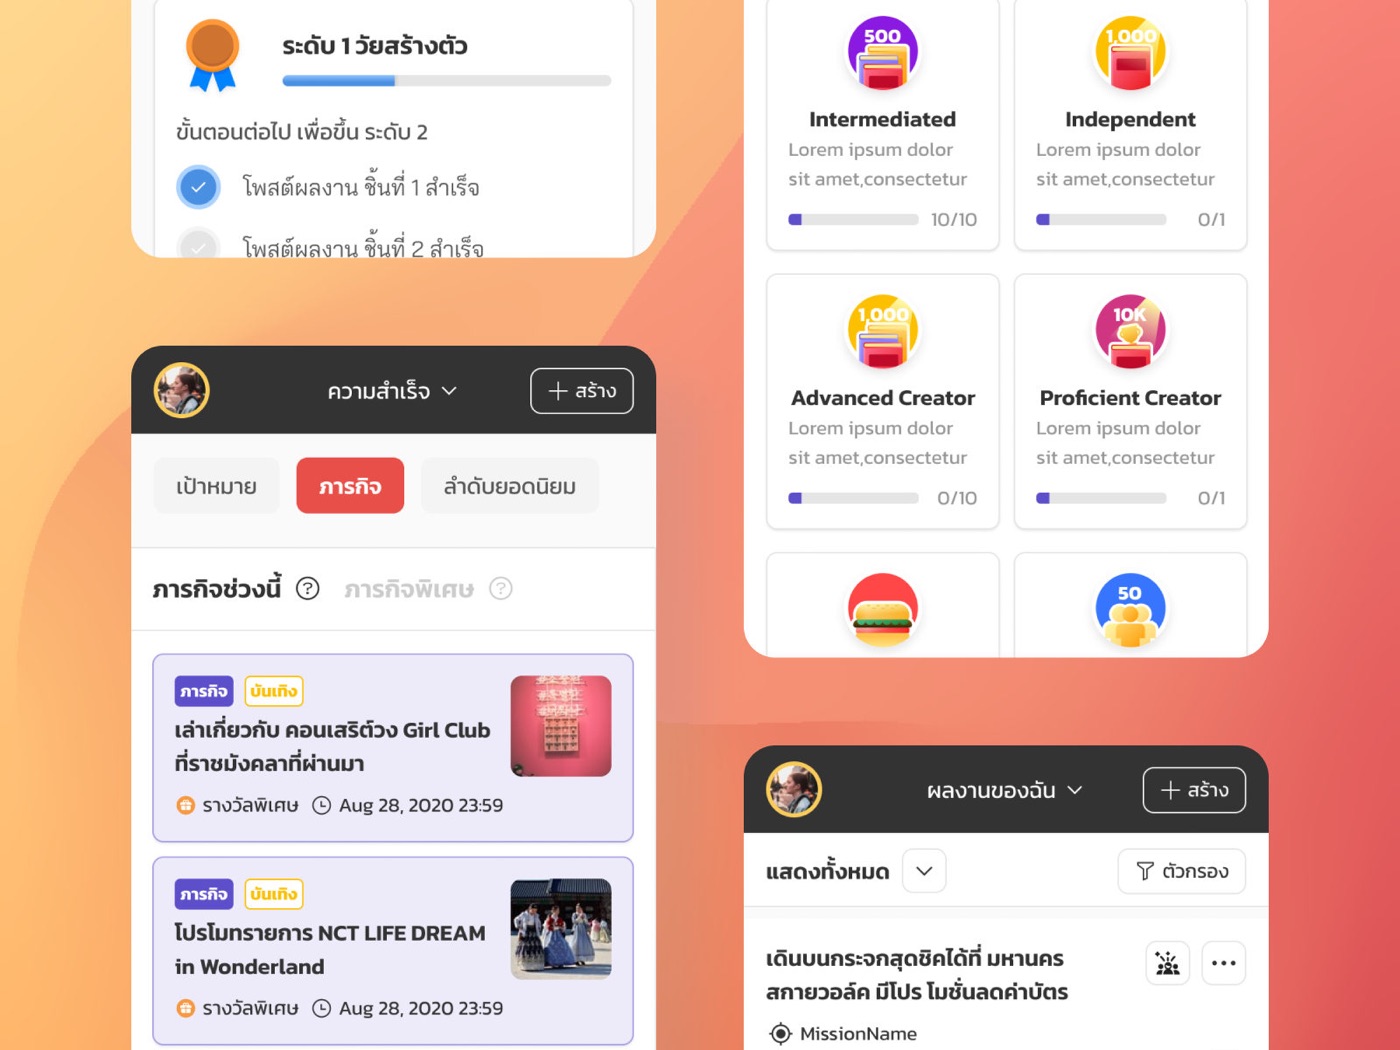 ระดับ 1 วัยสร้างตัว
ขั้นตอนต่อไป เพื่อขึ้น ระดับ 2
โพสต์ผลงาน ชิ้นที่ 1 สำเร็จ
โพสต์ผลงาน ชิ้นที่ 2 สำเร็จ
ความสำเร็จ
สร้าง
เป้าหมาย
ภารกิจ
ลำดับยอดนิยม
ภารกิจช่วงนี้
ภารกิจพิเศษ
ภารกิจ บันเทิง
เล่าเกี่ยวกับ คอนเสริต์วง Girl Club
ที่ราชมังคลาที่ผ่านมา
รางวัลพิเศษ Aug 28, 2020 23:59
ภารกิจ บันเทิง
โปรโมทรายการ NCT LIFE DREAM
in Wonderland
รางวัลพิเศษ Aug 28, 2020 23:59
500
Intermediated
Lorem ipsum dolor
sit amet,consectetur
10/10
1,000
Independent
Lorem ipsum dolor
sit amet,consectetur
0/1
1,000
Advanced Creator
Lorem ipsum dolor
sit amet,consectetur
0/10
10K
Proficient Creator
Lorem ipsum dolor
sit amet,consectetur
0/1
50
ผลงานของฉัน
สร้าง
แสดงทั้งหมด
ตัวกรอง
เดินบนกระจกสุดชิคได้ที่ มหานคร
สกายวอล์ค มีโปร โมชั่นลดค่าบัตร
MissionName